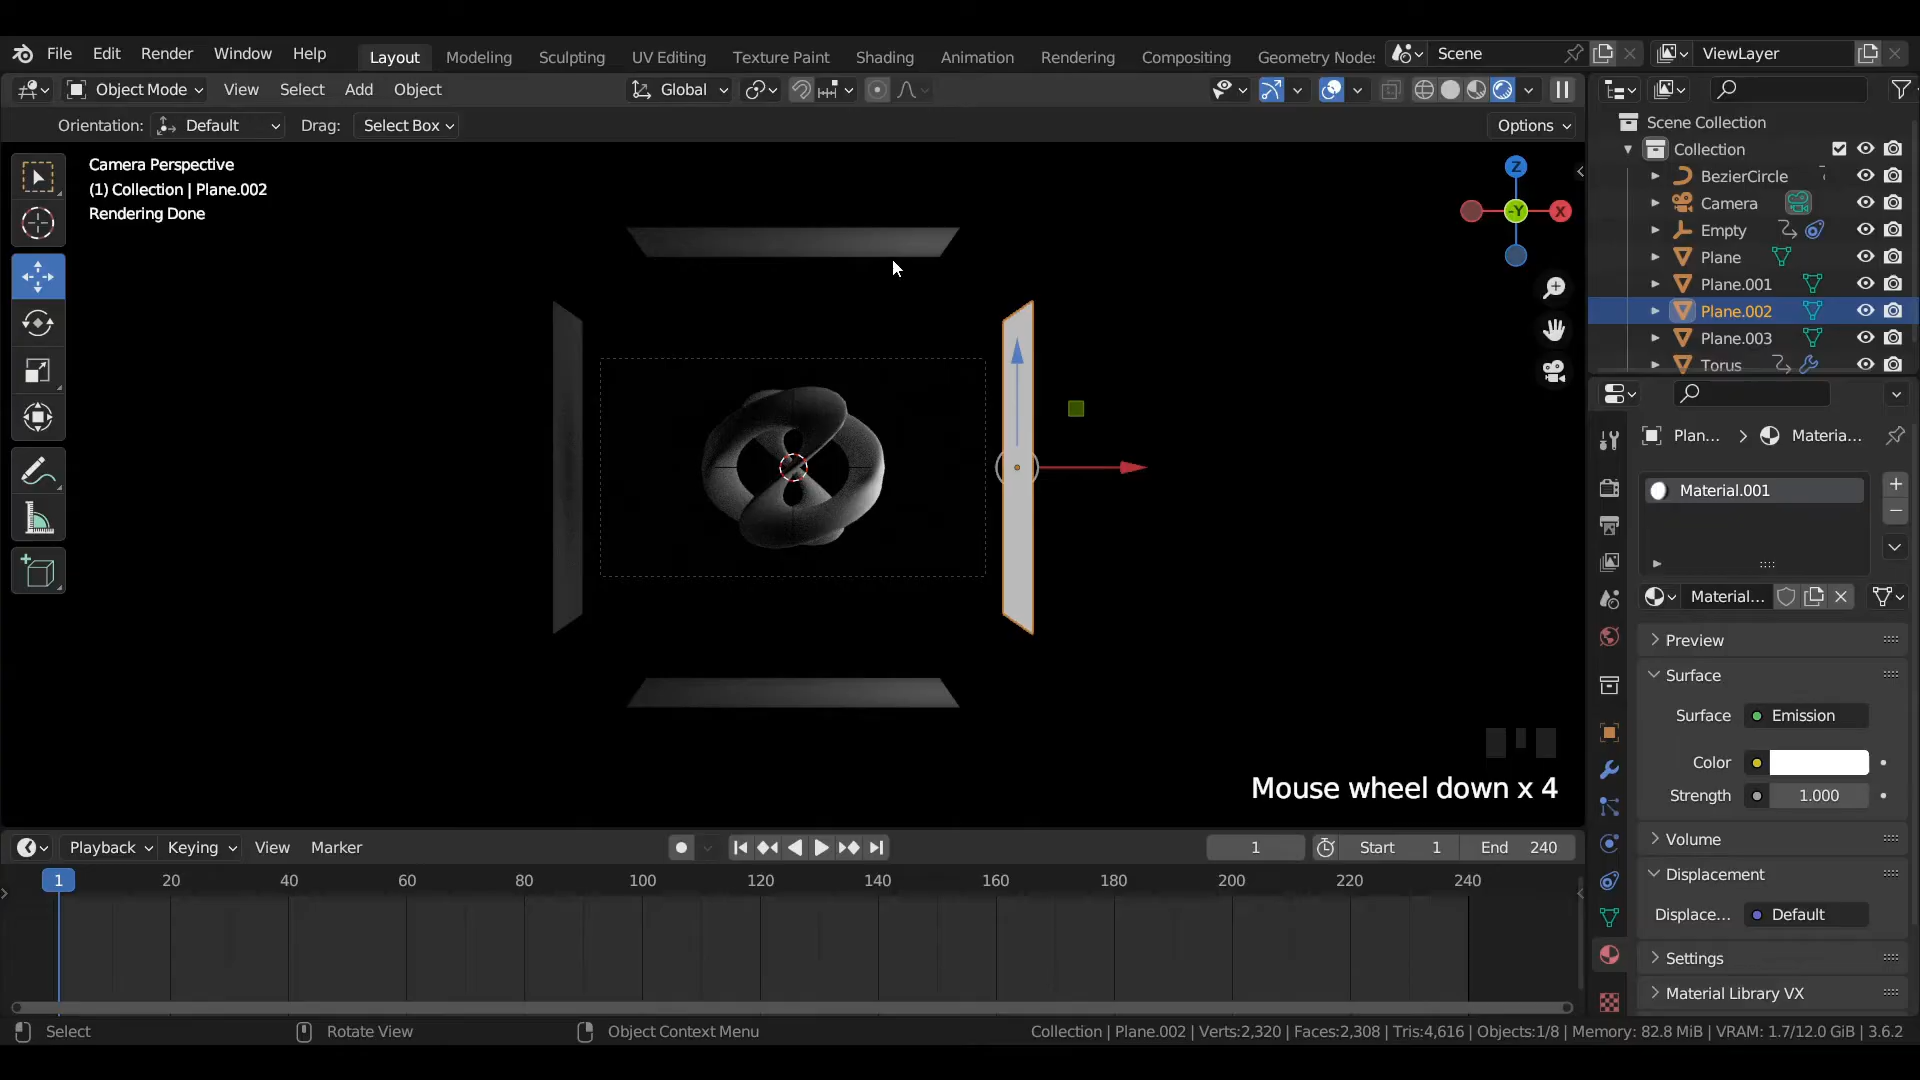 File Edit Render Window Help Layout Modeling Sculpting UV Editing Texture Paint Shading Animation Rendering Compositing Geometry Nodes Scene ViewLayer
Object Mode View Select Add Object Global
Orientation: Default Drag: Select Box Options
Camera Perspective
(1) Collection | Plane.002
Rendering Done
Z
-Y
X
Mouse wheel down x 4
Scene Collection
Collection
BezierCircle
Camera
Empty
Plane
Plane.001
Plane.002
Plane.003
Torus
Plan... Materia...
Material.001
Material...
Preview
Surface
Surface Emission
Color
Strength 1.000
Volume
Displacement
Displace... Default
Settings
Material Library VX
Playback Keying View Marker 1 Start 1 End 240
1 20 40 60 80 100 120 140 160 180 200 220 240
Select Rotate View Object Context Menu Collection | Plane.002 | Verts:2,320 | Faces:2,308 | Tris:4,616 | Objects:1/8 | Memory: 82.8 MiB | VRAM: 1.7/12.0 GiB | 3.6.2